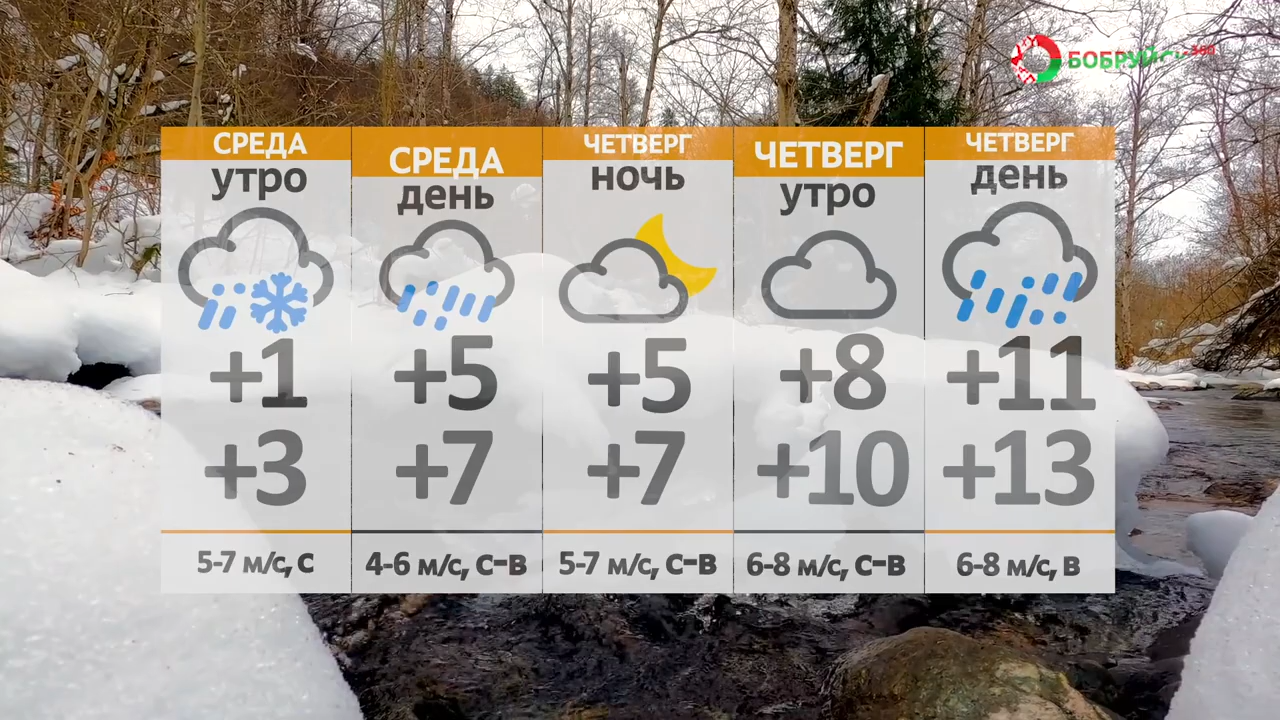 БОБРУЙСК 360
СРЕДА
утро
+1
+3
5-7 м/с, С
СРЕДА
день
+5
+7
4-6 м/с, С-В
ЧЕТВЕРГ
ночь
+5
+7
5-7 м/с, С-В
ЧЕТВЕРГ
утро
+8
+10
6-8 м/с, С-В
ЧЕТВЕРГ
день
+11
+13
6-8 м/с, В